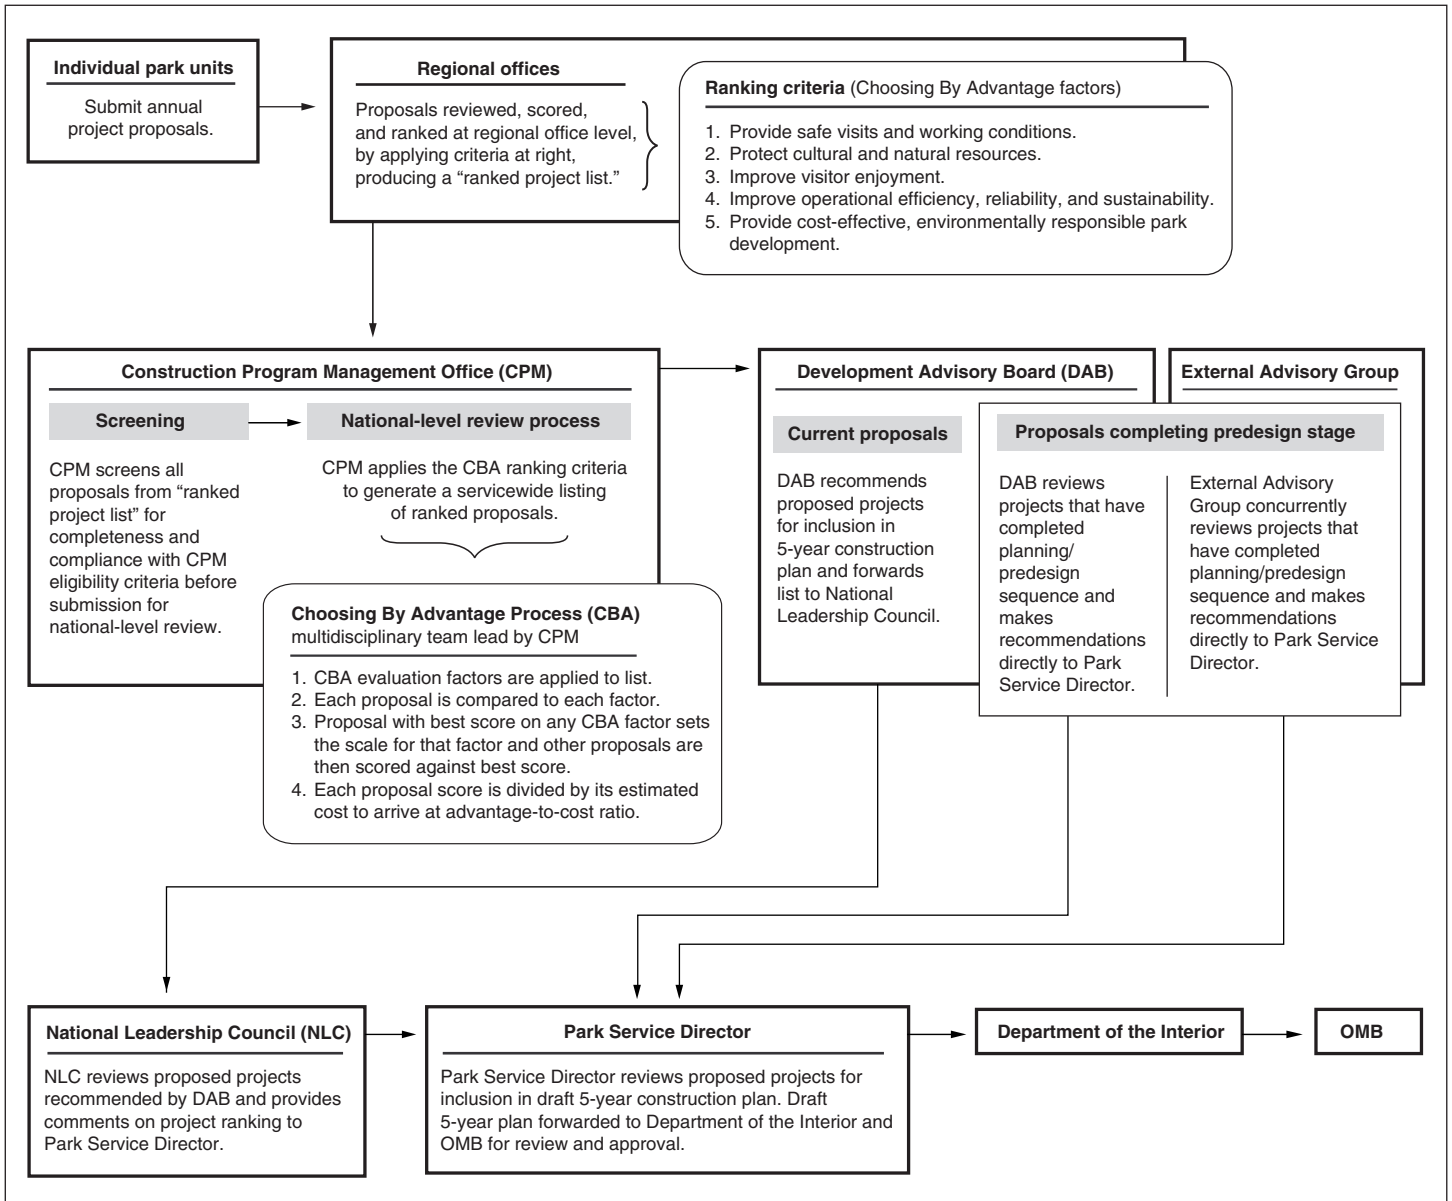 Individual park units
Submit annual
project proposals.
Regional offices
Proposals reviewed, scored,
and ranked at regional office level,
by applying criteria at right,
producing a “ranked project list.”
Ranking criteria (Choosing By Advantage factors)
1. Provide safe visits and working conditions.
2. Protect cultural and natural resources.
3. Improve visitor enjoyment.
4. Improve operational efficiency, reliability, and sustainability.
5. Provide cost-effective, environmentally responsible park
development.
Construction Program Management Office (CPM)
Screening
CPM screens all
proposals from “ranked
project list” for
completeness and
compliance with CPM
eligibility criteria before
submission for
national-level review.
National-level review process
CPM applies the CBA ranking criteria
to generate a servicewide listing
of ranked proposals.
Choosing By Advantage Process (CBA)
multidisciplinary team lead by CPM
1. CBA evaluation factors are applied to list.
2. Each proposal is compared to each factor.
3. Proposal with best score on any CBA factor sets
the scale for that factor and other proposals are
then scored against best score.
4. Each proposal score is divided by its estimated
cost to arrive at advantage-to-cost ratio.
Development Advisory Board (DAB)
Current proposals
DAB recommends
proposed projects
for inclusion in
5-year construction
plan and forwards
list to National
Leadership Council.
External Advisory Group
Proposals completing predesign stage
DAB reviews
projects that have
completed
planning/
predesign
sequence and
makes
recommendations
directly to Park
Service Director.
External Advisory
Group concurrently
reviews projects that
have completed
planning/predesign
sequence and makes
recommendations
directly to Park Service
Director.
National Leadership Council (NLC)
NLC reviews proposed projects
recommended by DAB and provides
comments on project ranking to
Park Service Director.
Park Service Director
Park Service Director reviews proposed projects for
inclusion in draft 5-year construction plan. Draft
5-year plan forwarded to Department of the Interior and
OMB for review and approval.
Department of the Interior
OMB